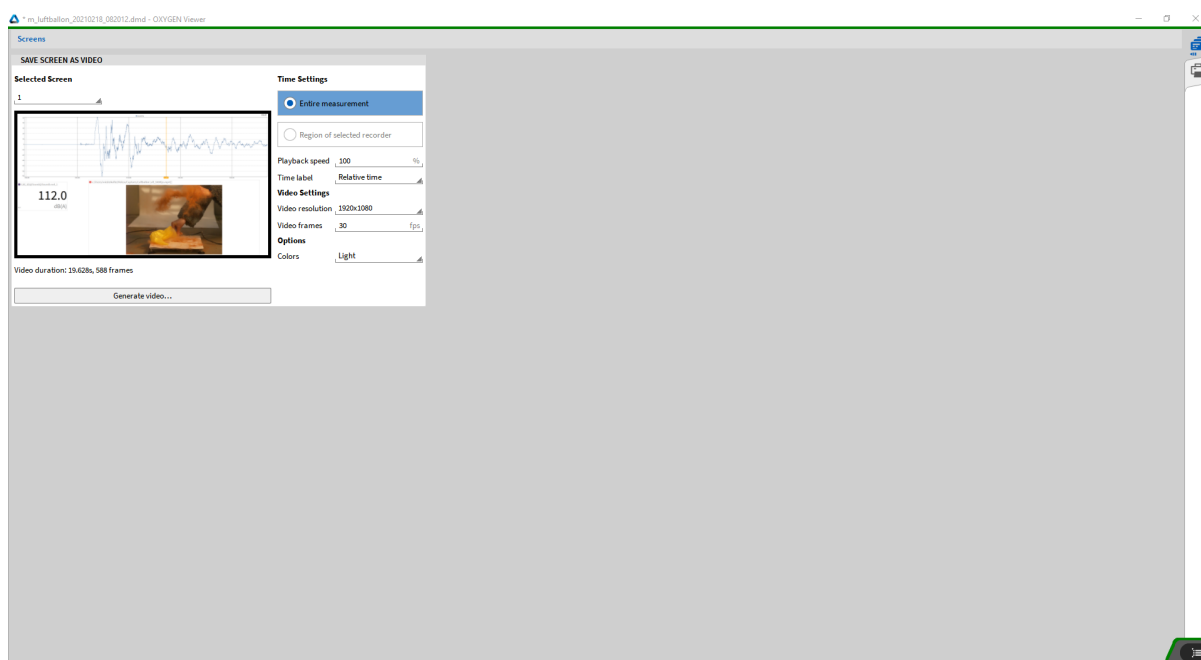 * m_luftballon_20210218_082012.dmd - OXYGEN Viewer
Screens
SAVE SCREEN AS VIDEO
Selected Screen
1
112.0
Video duration: 19.628s, 588 frames
Generate video...
Time Settings
Entire measurement
Region of selected recorder
Playback speed 100 %
Time label Relative time
Video Settings
Video resolution 1920x1080
Video frames 30 fps
Options
Colors Light